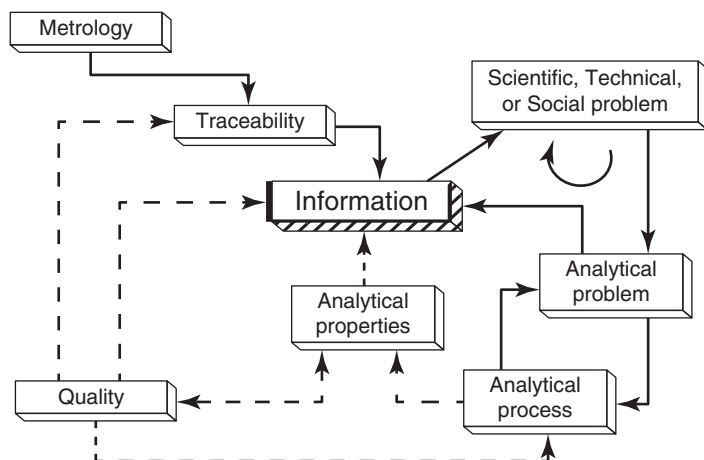 Metrology
Scientific, Technical,
or Social problem
Traceability
Information
Analytical
problem
Analytical
properties
Quality
Analytical
process